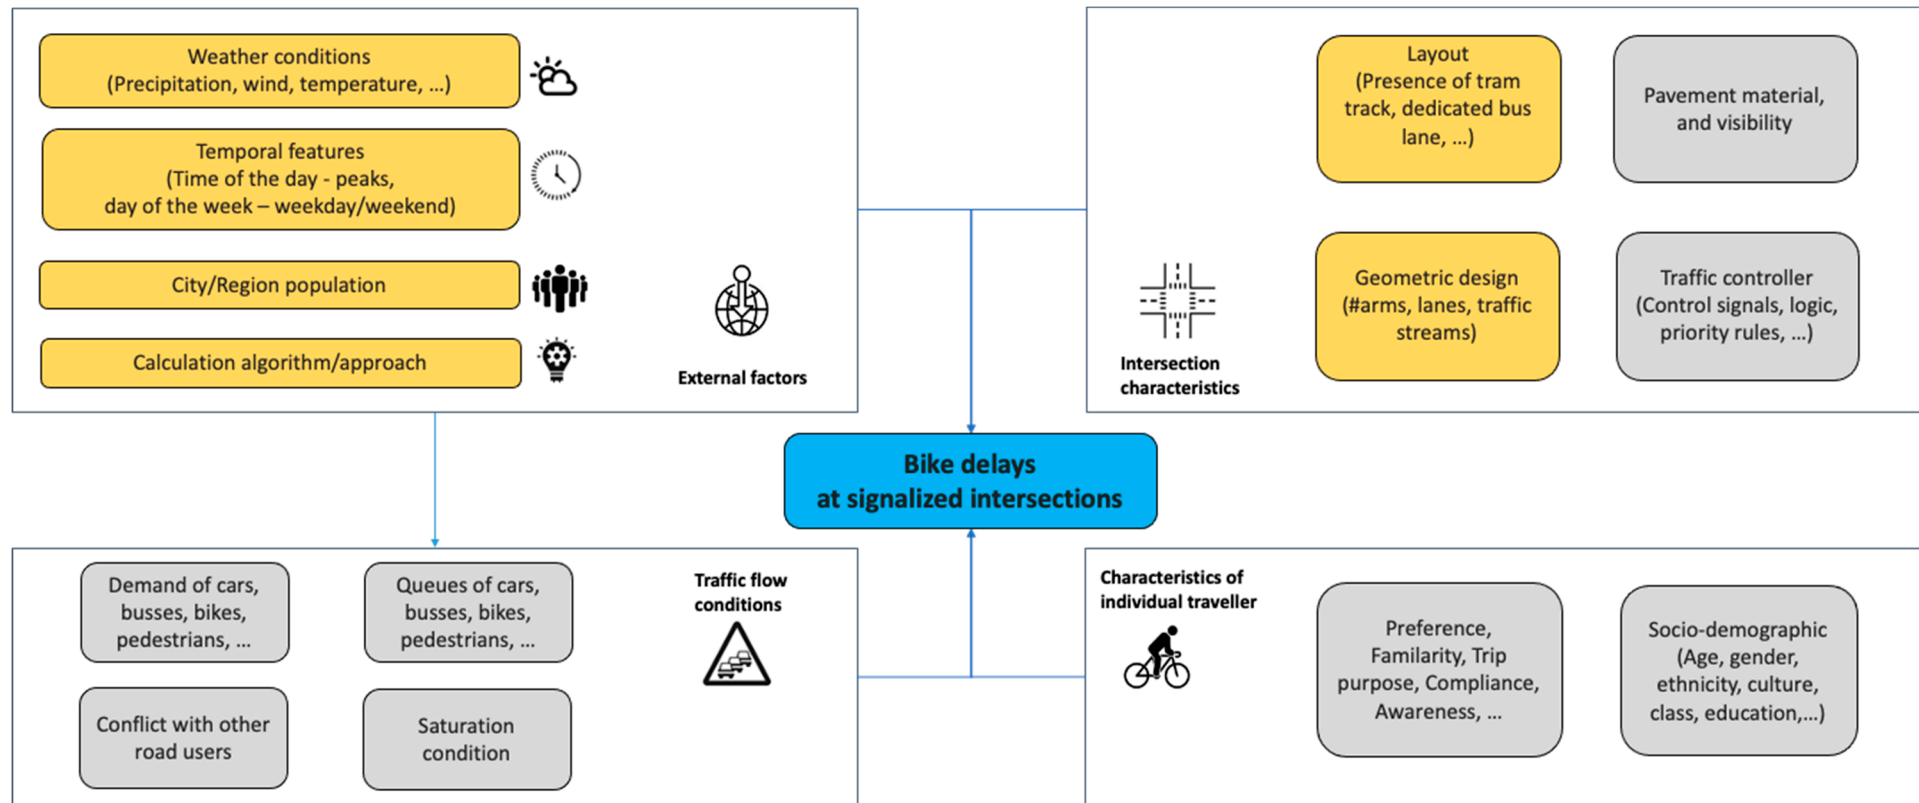 Weather conditions
(Precipitation, wind, temperature, …)
Temporal features
(Time of the day - peaks,
day of the week – weekday/weekend)
City/Region population
Calculation algorithm/approach
External factors
Layout
(Presence of tram
track, dedicated bus
lane, …)
Pavement material,
and visibility
Geometric design
(#arms, lanes, traffic
streams)
Traffic controller
(Control signals, logic,
priority rules, …)
Intersection
characteristics
Bike delays
at signalized intersections
Demand of cars,
busses, bikes,
pedestrians, …
Queues of cars,
busses, bikes,
pedestrians, …
Conflict with other
road users
Saturation
condition
Traffic flow
conditions
Characteristics of
individual traveller
Preference,
Familarity, Trip
purpose, Compliance,
Awareness, …
Socio-demographic
(Age, gender,
ethnicity, culture,
class, education,…)